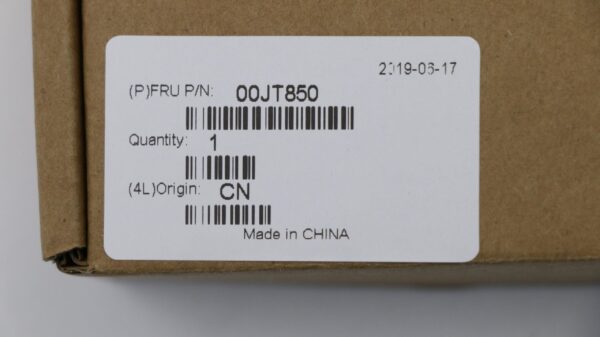 2019-06-17
(P)FRU P/N: 00JT850
Quantity: 1
(4L)Origin: CN
Made in CHINA